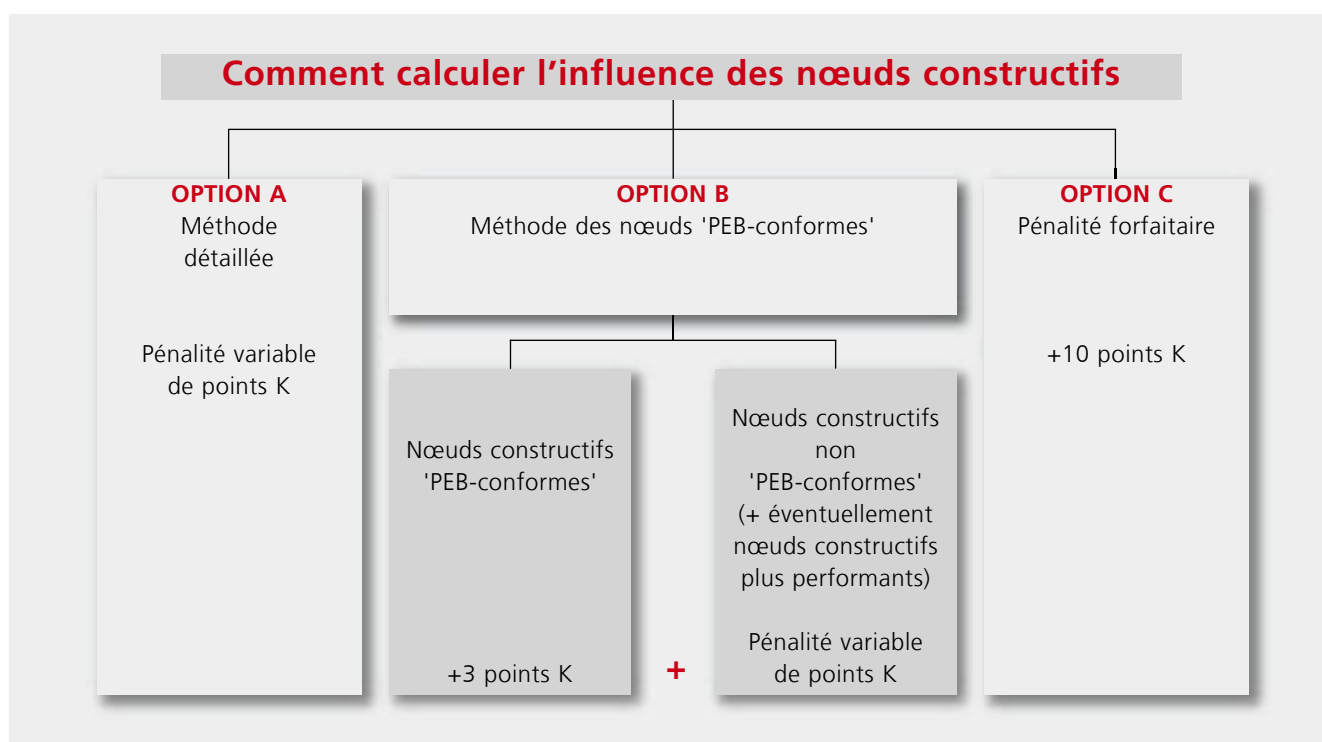 Comment calculer l'influence des nœuds constructifs
OPTION A
Méthode
détaillée
Pénalité variable
de points K
OPTION B
Méthode des nœuds 'PEB-conformes'
Nœuds constructifs
'PEB-conformes'
+3 points K
+
Nœuds constructifs
non
'PEB-conformes'
(+ éventuellement
nœuds constructifs
plus performants)
Pénalité variable
de points K
OPTION C
Pénalité forfaitaire
+10 points K